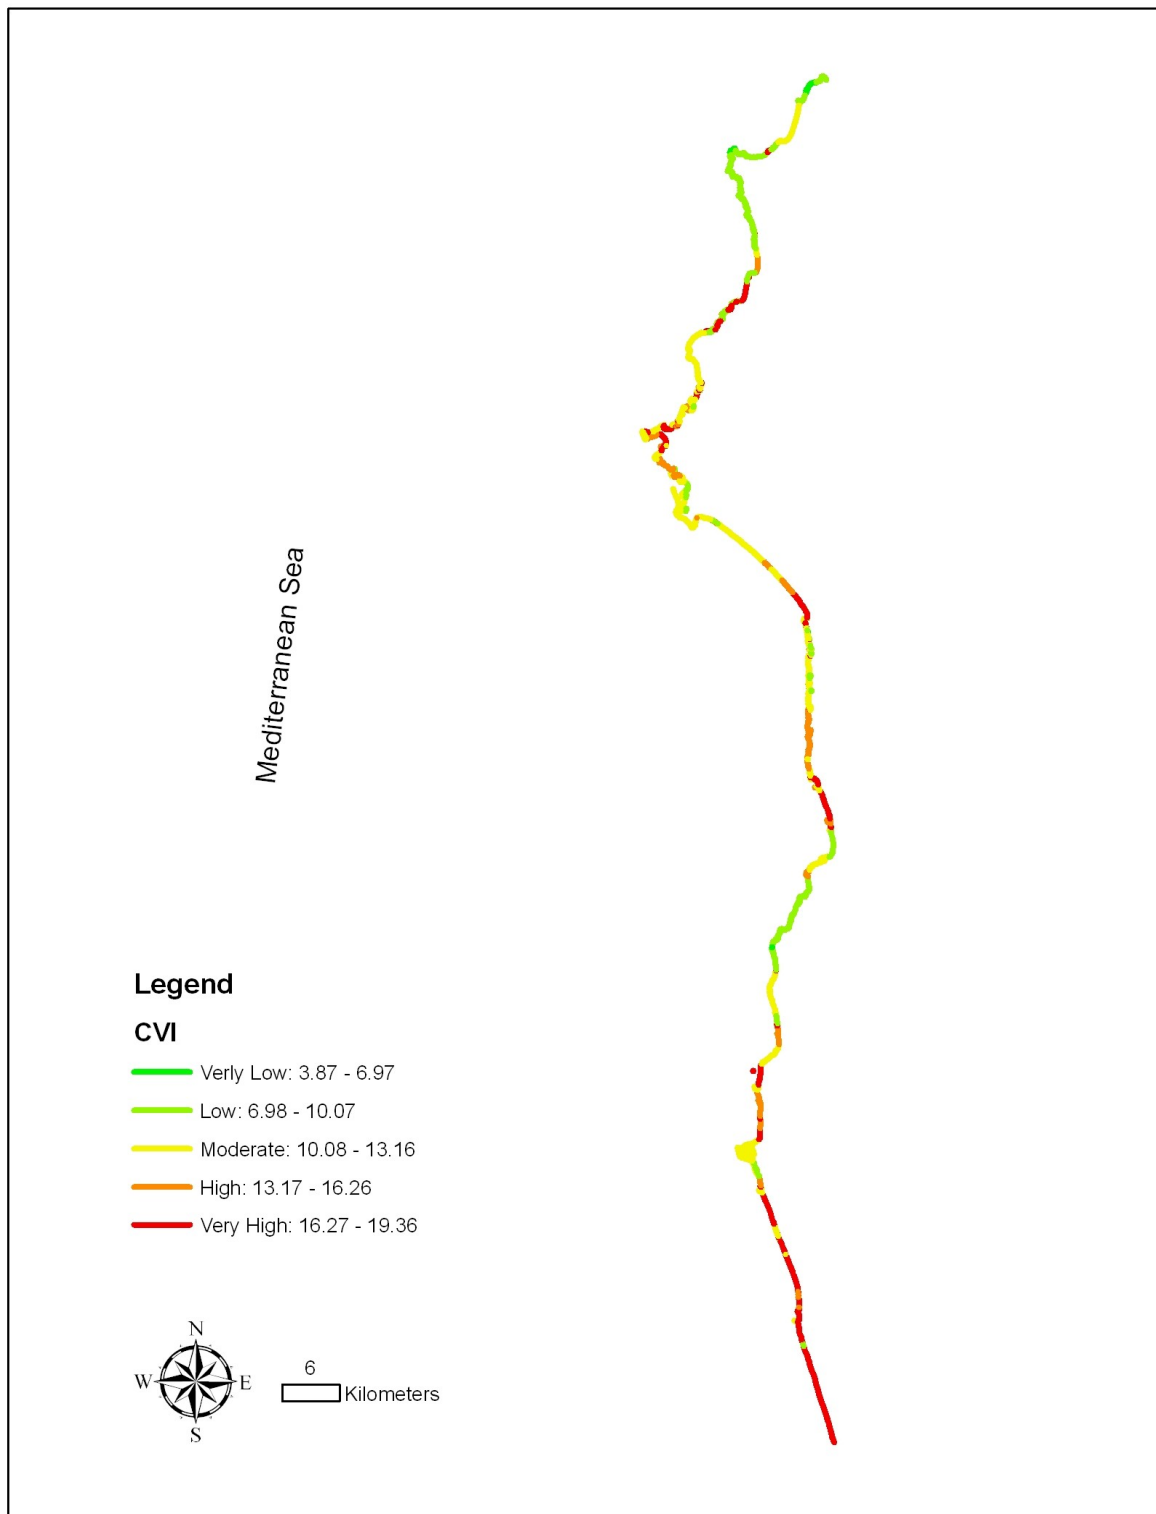 Mediterranean Sea
Legend
CVI
Verly Low: 3.87 - 6.97
Low: 6.98 - 10.07
Moderate: 10.08 - 13.16
High: 13.17 - 16.26
Very High: 16.27 - 19.36
N
W E
S
6
Kilometers